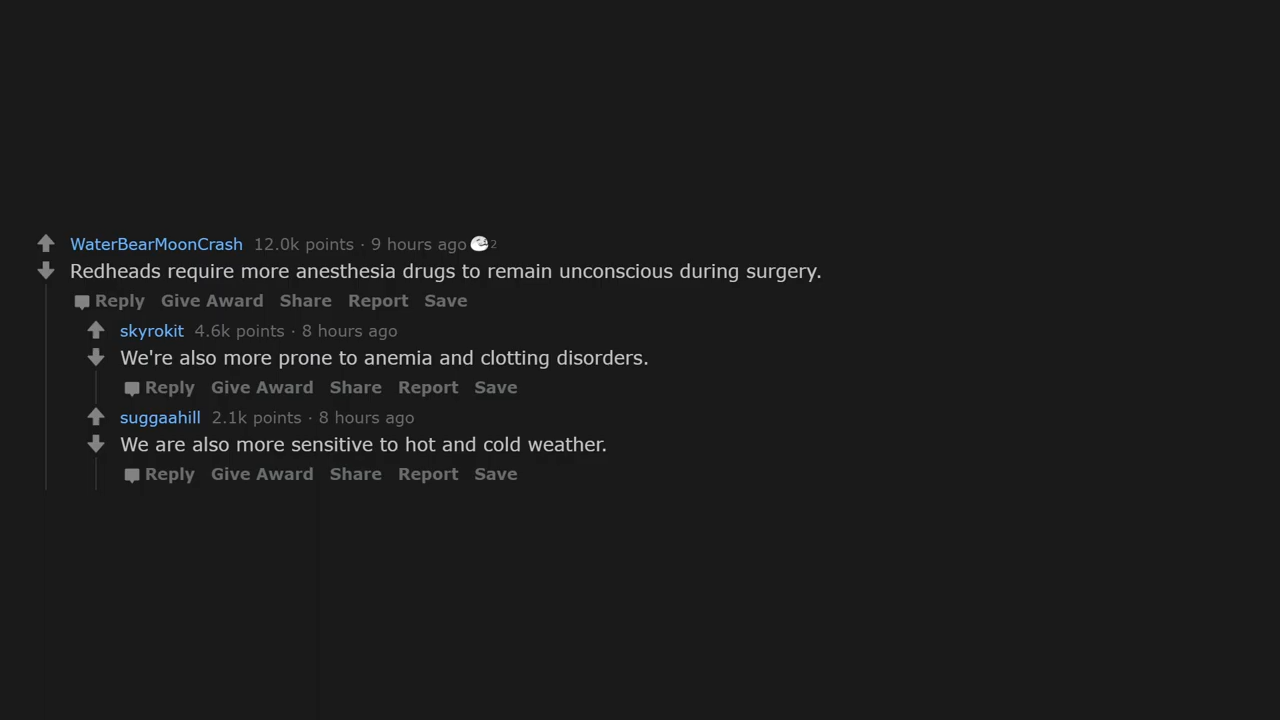 WaterBearMoonCrash 12.0k points · 9 hours ago 2
Redheads require more anesthesia drugs to remain unconscious during surgery.
Reply Give Award Share Report Save
skyrokit 4.6k points · 8 hours ago
We're also more prone to anemia and clotting disorders.
Reply Give Award Share Report Save
suggaahill 2.1k points · 8 hours ago
We are also more sensitive to hot and cold weather.
Reply Give Award Share Report Save